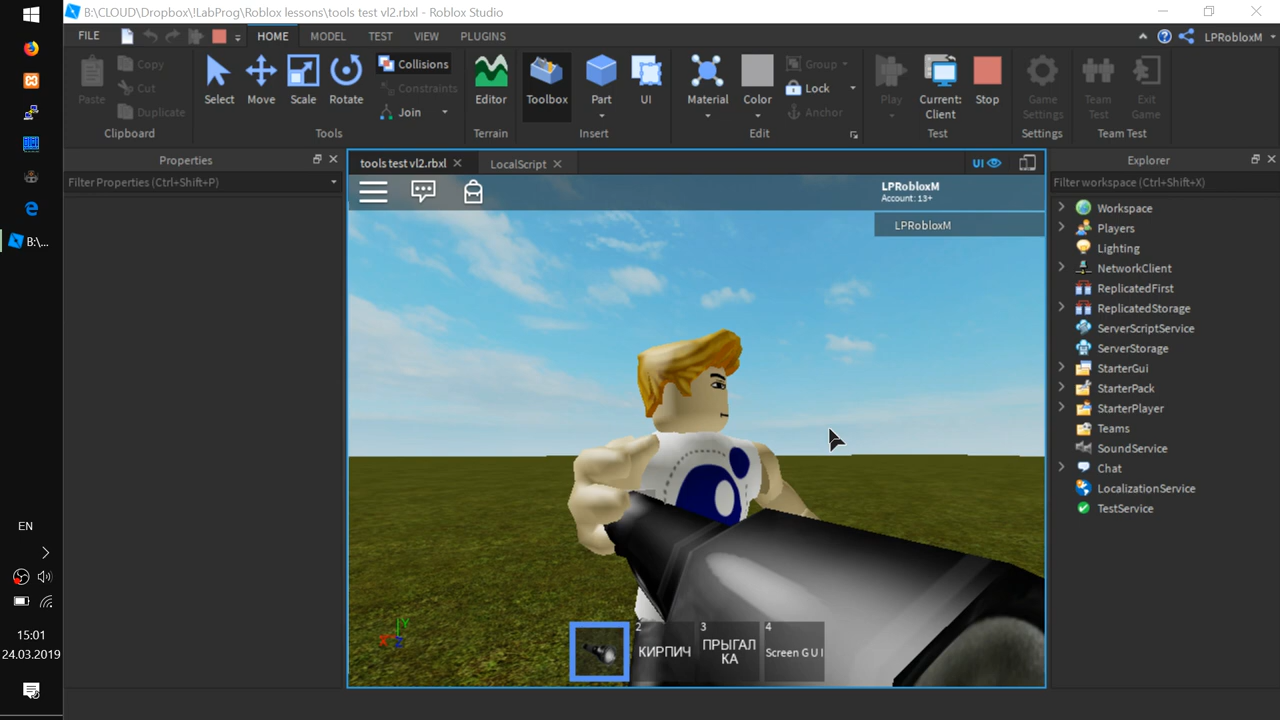 B:\CLOUD\Dropbox\!LabProg\Roblox lessons\tools test vl2.rbxl - Roblox Studio
FILE
HOME
MODEL
TEST
VIEW
PLUGINS
LPRobloxM
Paste
Copy
Cut
Duplicate
Clipboard
Select
Move
Scale
Rotate
Collisions
Constraints
Join
Tools
Editor
Terrain
Toolbox
Part
UI
Insert
Material
Color
Group
Lock
Anchor
Edit
Play
Current:
Client
Stop
Test
Game
Settings
Settings
Team
Test
Exit
Game
Team Test
Properties
Filter Properties (Ctrl+Shift+P)
tools test vl2.rbxl
LocalScript
UI
LPRobloxM
Account: 13+
LPRobloxM
Y
X
Z
2
КИРПИЧ
3
ПРЫГАЛ
КА
4
Screen G U I
Explorer
Filter workspace (Ctrl+Shift+X)
Workspace
Players
Lighting
NetworkClient
ReplicatedFirst
ReplicatedStorage
ServerScriptService
ServerStorage
StarterGui
StarterPack
StarterPlayer
Teams
SoundService
Chat
LocalizationService
TestService
B:\...
EN
15:01
24.03.2019